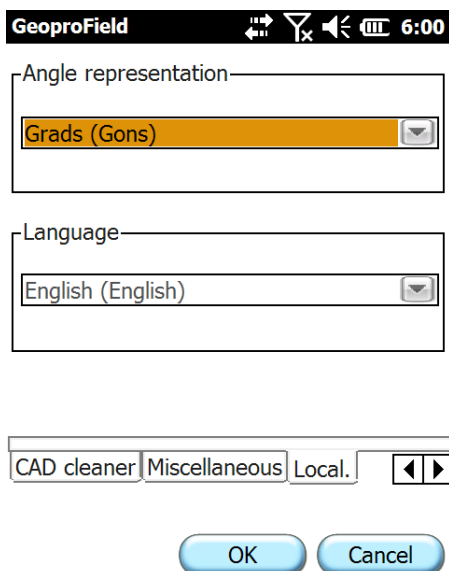 GeoproField 6:00
Angle representation
Grads (Gons)
Language
English (English)
CAD cleaner Miscellaneous Local.
OK Cancel